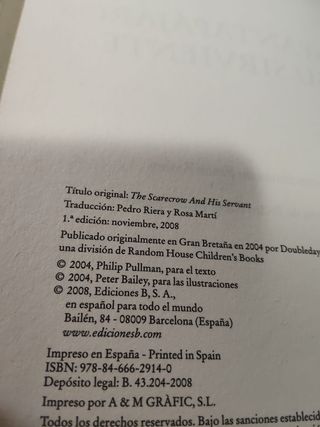 Título original: The Scarecrow And His Servant
Traducción: Pedro Riera y Rosa Martí
1.ª edición: noviembre, 2008
Publicado originalmente en Gran Bretaña en 2004 por Doubleday
una división de Random House Children's Books
© 2004, Philip Pullman, para el texto
© 2004, Peter Bailey, para las ilustraciones
© 2008, Ediciones B, S. A.,
en español para todo el mundo
Bailén, 84 - 08009 Barcelona (España)
www.edicionesb.com
Impreso en España - Printed in Spain
ISBN: 978-84-666-2914-0
Depósito legal: B. 43.204-2008
Impreso por A & M GRÀFIC, S.L.
Todos los derechos reservados. Bajo las sanciones establecid